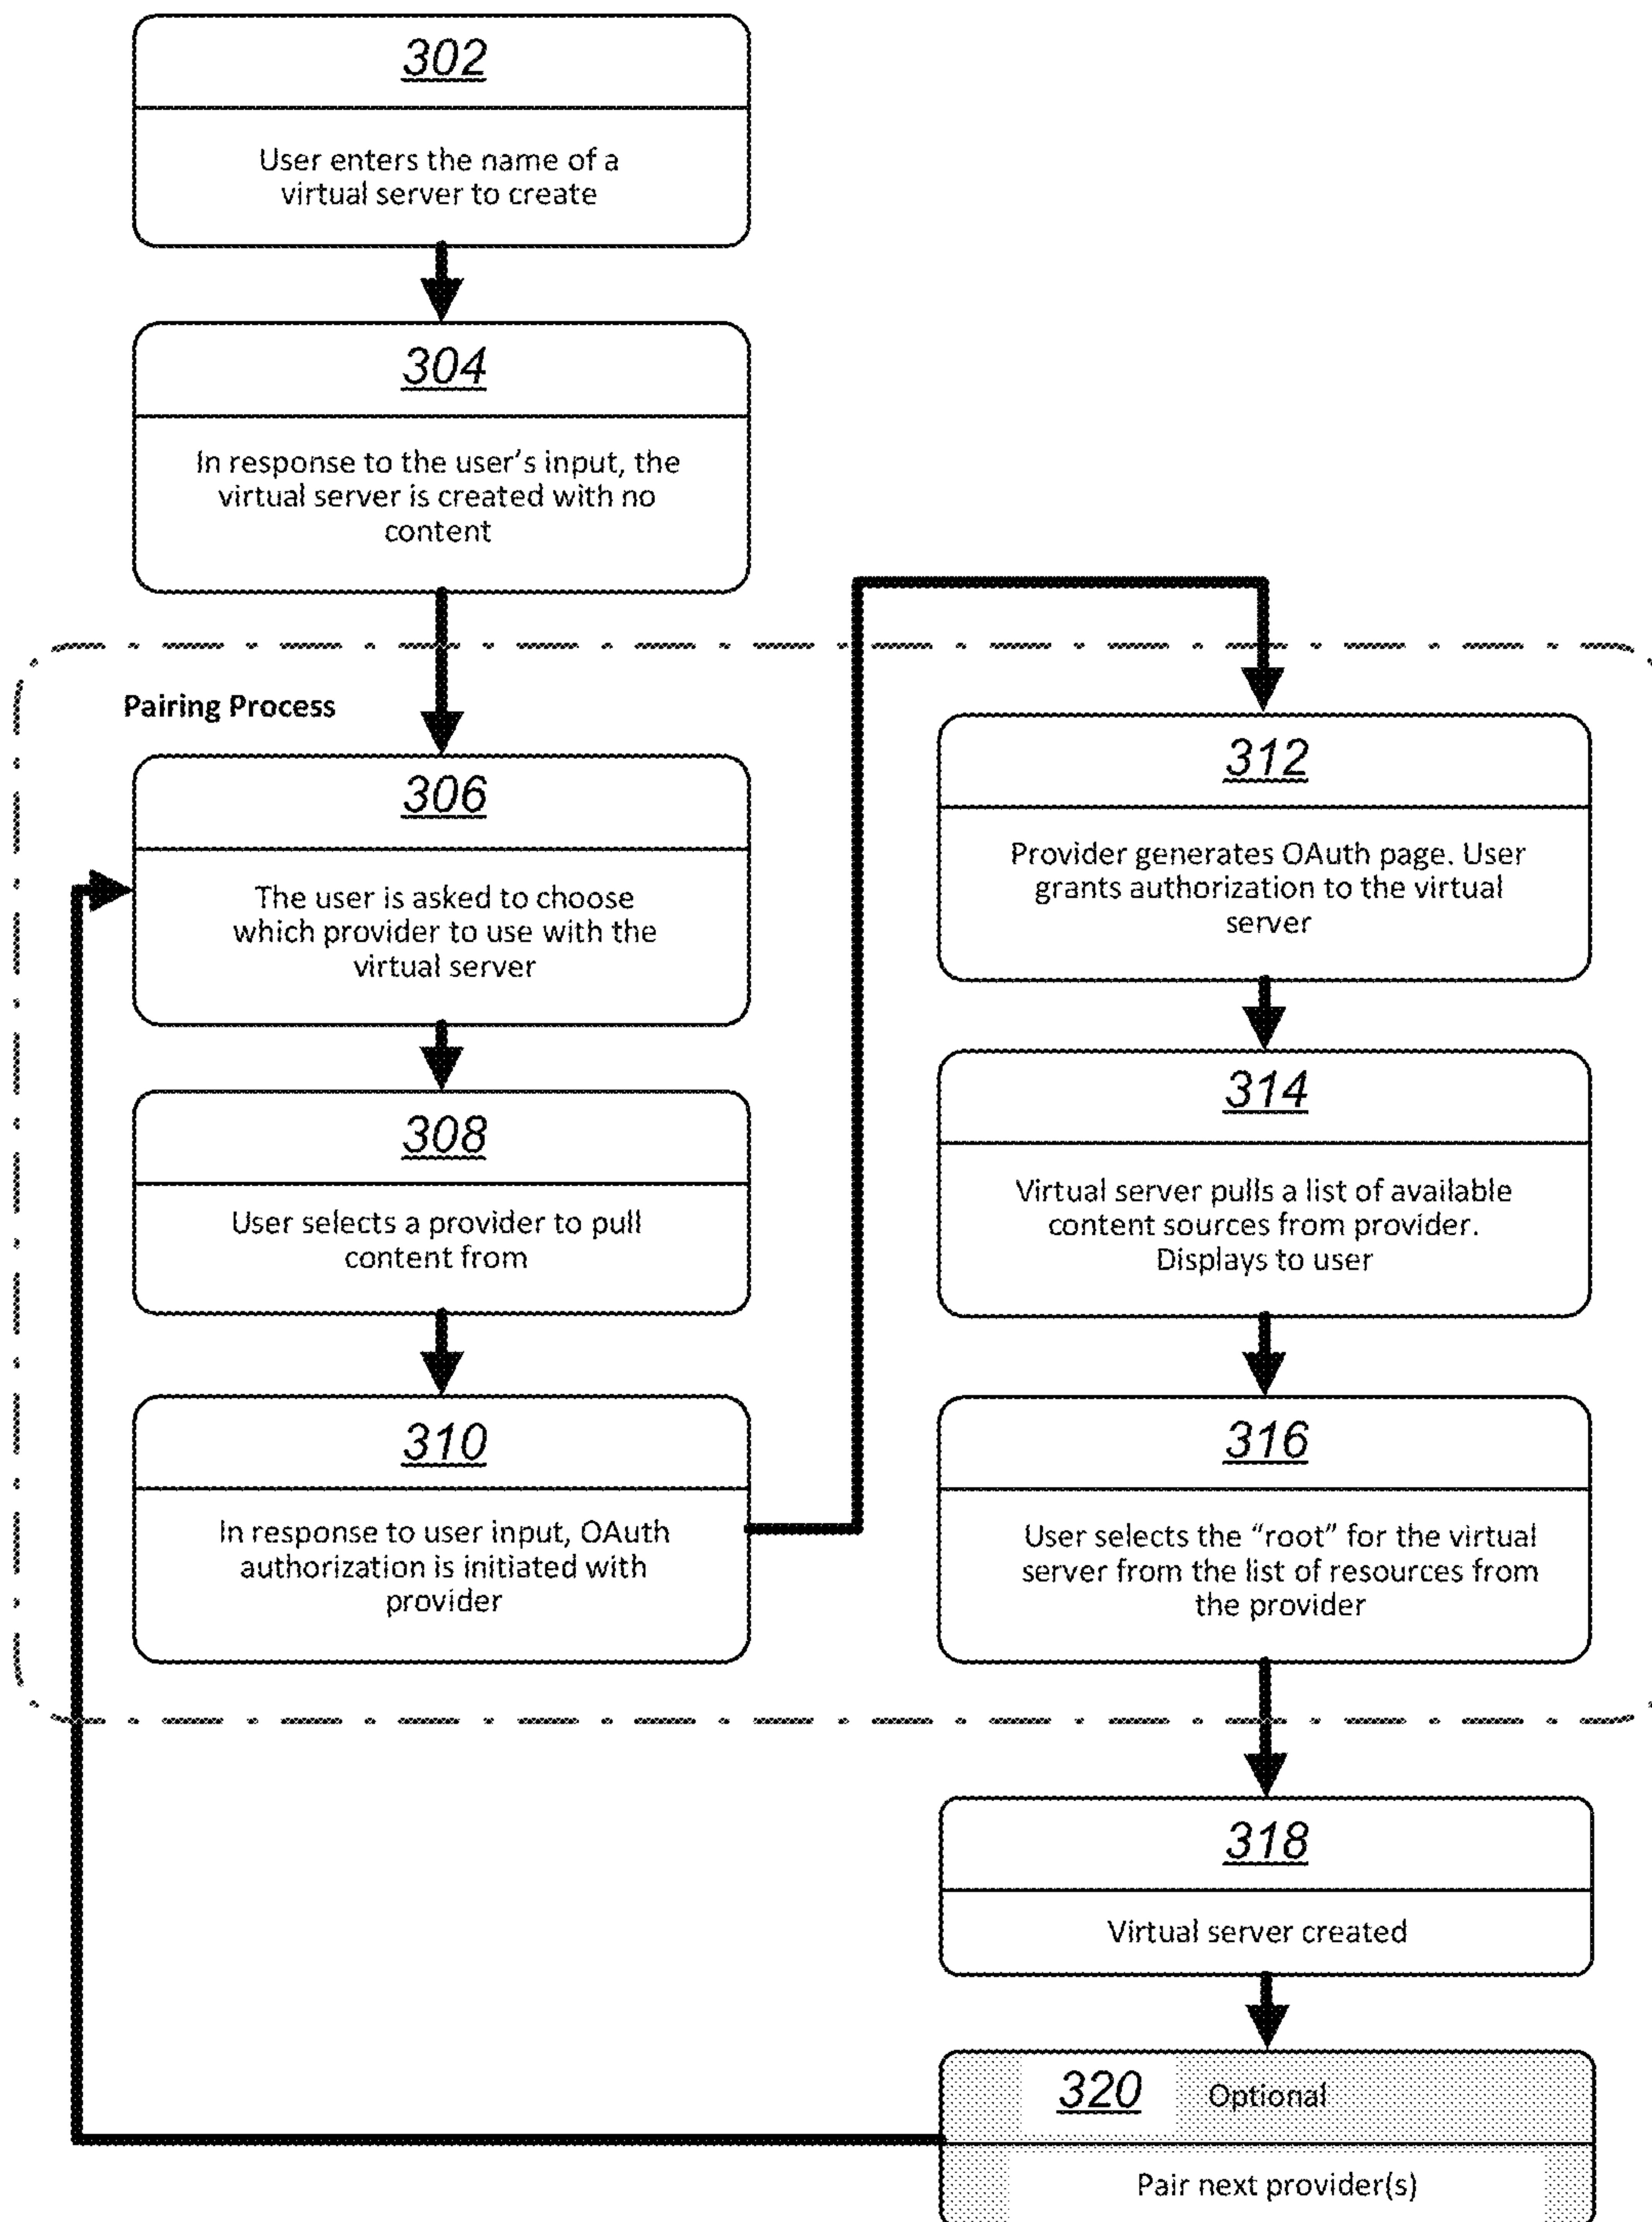 302
User enters the name of a
virtual server to create
304
In response to the user's input, the
virtual server is created with no
content
Pairing Process
306
The user is asked to choose
which provider to use with the
virtual server
308
User selects a provider to pull
content from
310
In response to user input, OAuth
authorization is initiated with
provider
312
Provider generates OAuth page. User
grants authorization to the virtual
server
314
Virtual server pulls a list of available
content sources from provider.
Displays to user
316
User selects the “root” for the virtual
server from the list of resources from
the provider
318
Virtual server created
320 Optional
Pair next provider(s)